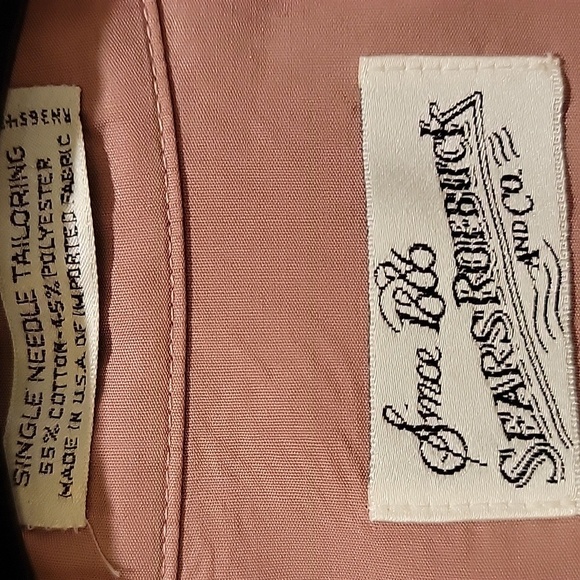 Since 1886
SEARS ROEBUCK
AND CO.
SINGLE NEEDLE TAILORING
55% COTTON-45% POLYESTER
MADE IN U.S.A. OF IMPORTED FABRIC